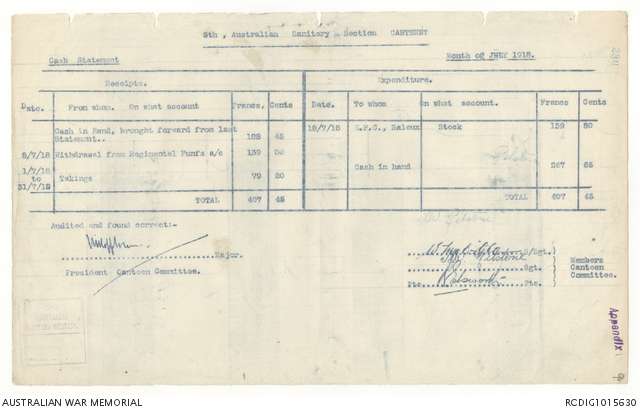 5th, Australian Sanitary Section CANTEEN
Cash Statement
Month of JULY 1918.
Receipts.
Expenditure.
Date. From whom. On what account Francs, Cents Date. To whom On what account. Francs Cents
Cash in Hand, brought forward from last
Statement.. 188 45 18/7/18 E.F.C., Saleux Stock 139 80
8/7/18 Withdrawal from Regimental Funds a/c 139
1/7/18
to Takings 79 20 Cash in hand 267 65
31/7/18
TOTAL 407 45 TOTAL 407 45
Audited and found correct:-
Major.
President Canteen Committee.
S/Sgt.
Sgt.
Pte. Pte.
Members
Canteen
Committee.
Appendix
AUSTRALIAN WAR MEMORIAL
RCDIG1015630